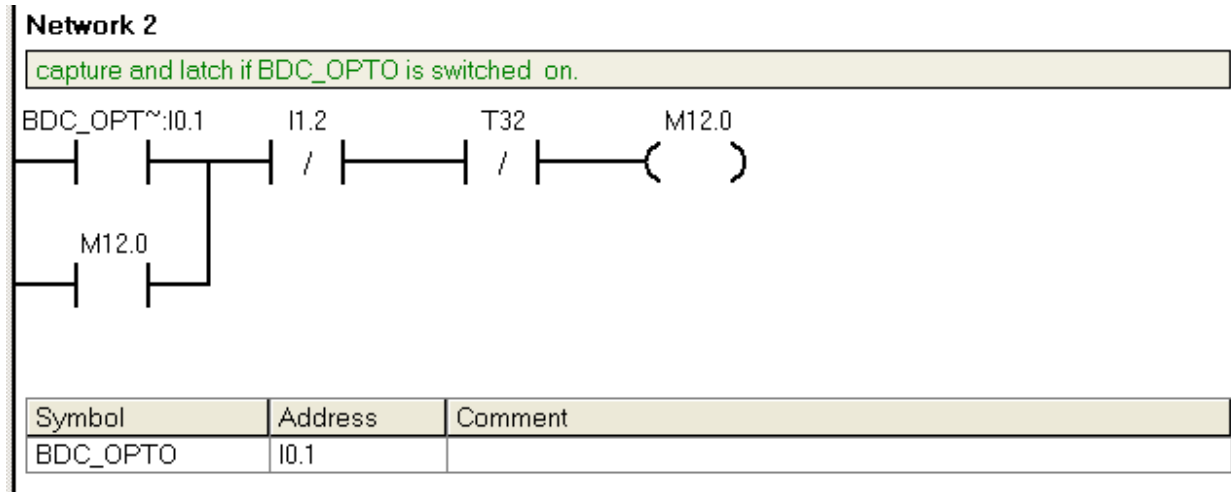 Network 2
capture and latch if BDC_OPTO is switched  on.
BDC_OPT~:I0.1 I1.2 T32 M12.0
/ / ( )
M12.0
Symbol Address Comment
BDC_OPTO I0.1